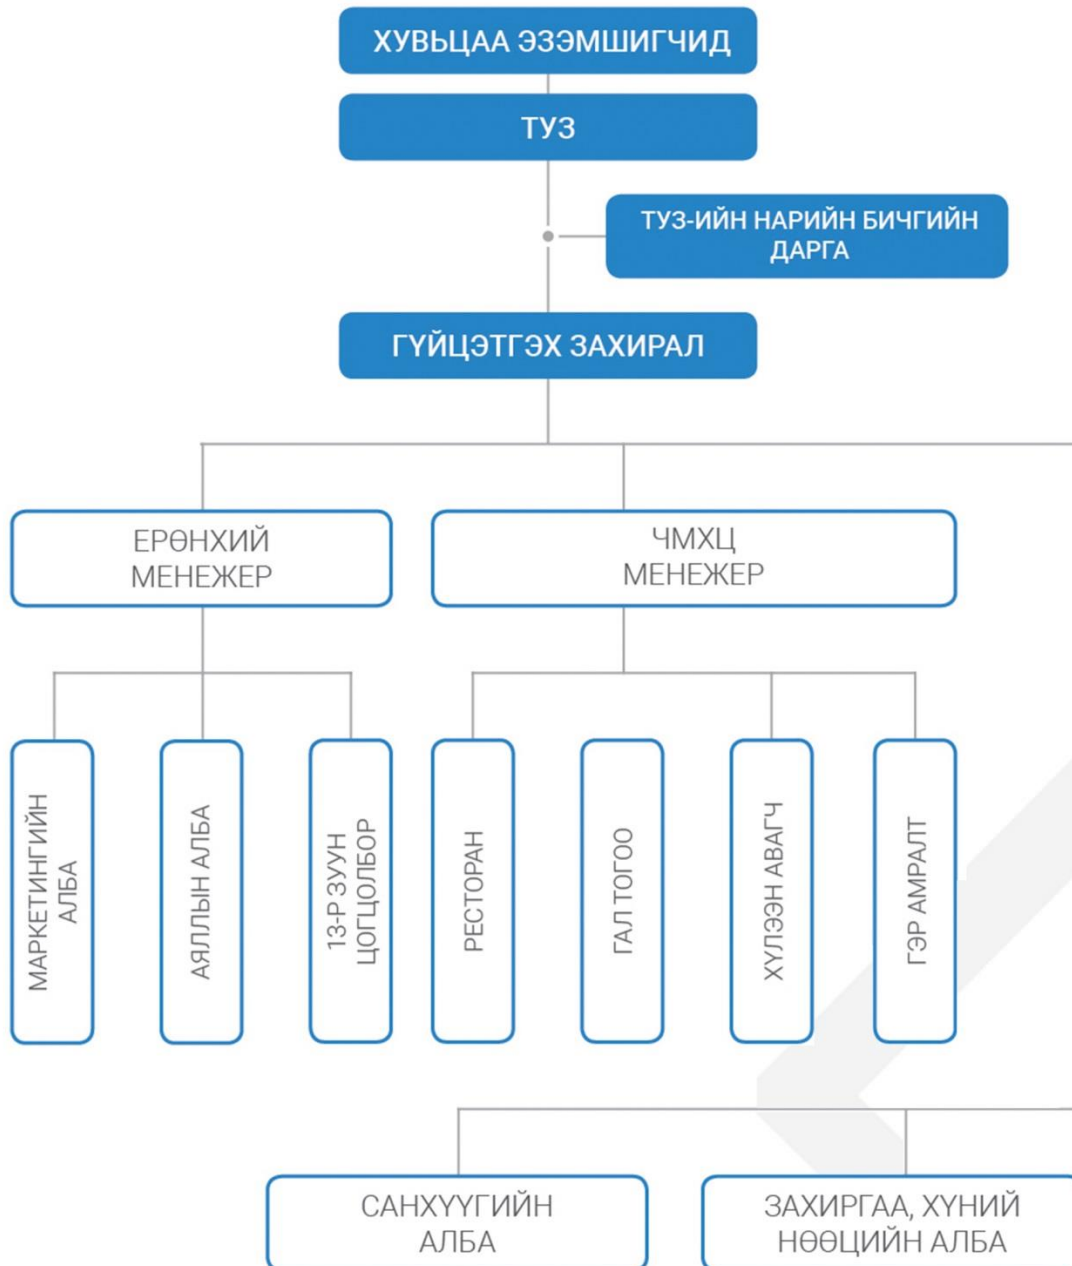 ХУВЬЦАА ЭЗЭМШИГЧИД
ТУЗ
ТУЗ-ИЙН НАРИЙН БИЧГИЙН
ДАРГА
ГҮЙЦЭТГЭХ ЗАХИРАЛ
ЕРӨНХИЙ
МЕНЕЖЕР
ЧМХЦ
МЕНЕЖЕР
МАРКЕТИНГИЙН
АЛБА
АЯЛЛЫН АЛБА
13-Р ЗУУН
ЦОГЦОЛБОР
РЕСТОРАН
ГАЛ ТОГОО
ХҮЛЭЭН АВАГЧ
ГЭР АМРАЛТ
САНХҮҮГИЙН
АЛБА
ЗАХИРГАА, ХҮНИЙ
НӨӨЦИЙН АЛБА